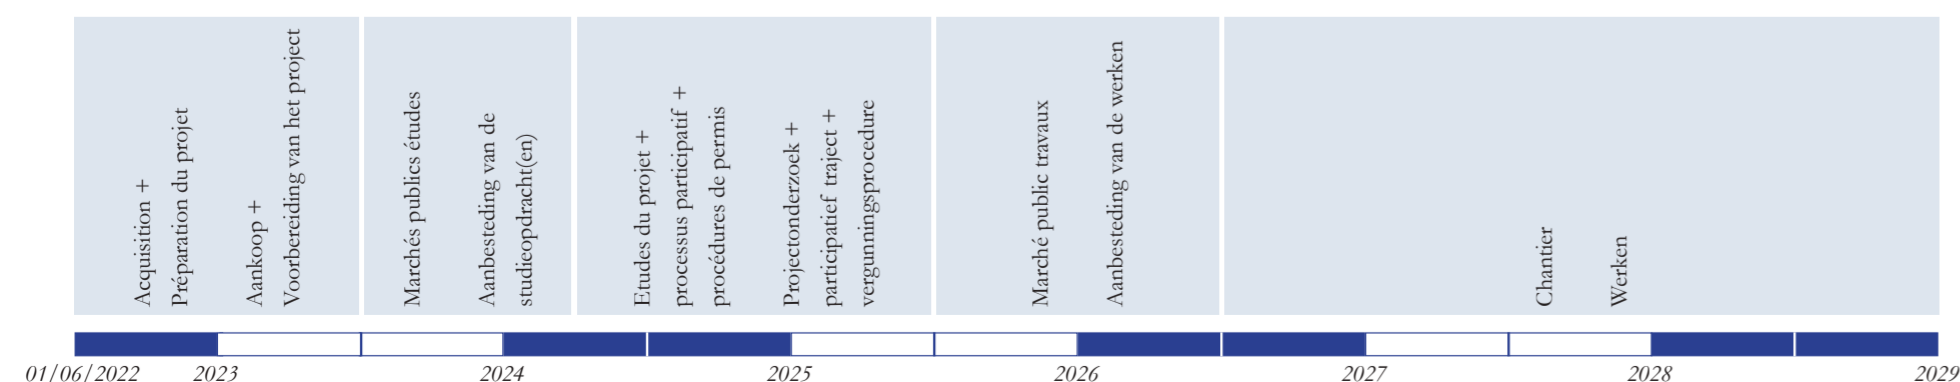 Acquisition +
Préparation du projet
Aankoop +
Voorbereiding van het project
Marchés publics études
Aanbesteding van de
studieopdracht(en)
Etudes du projet +
processus participatif +
procédures de permis
Projectonderzoek +
participatief traject +
vergunningsprocedure
Marché public travaux
Aanbesteding van de werken
Chantier
Werken
01/06/2022 2023 2024 2025 2026 2027 2028 2029